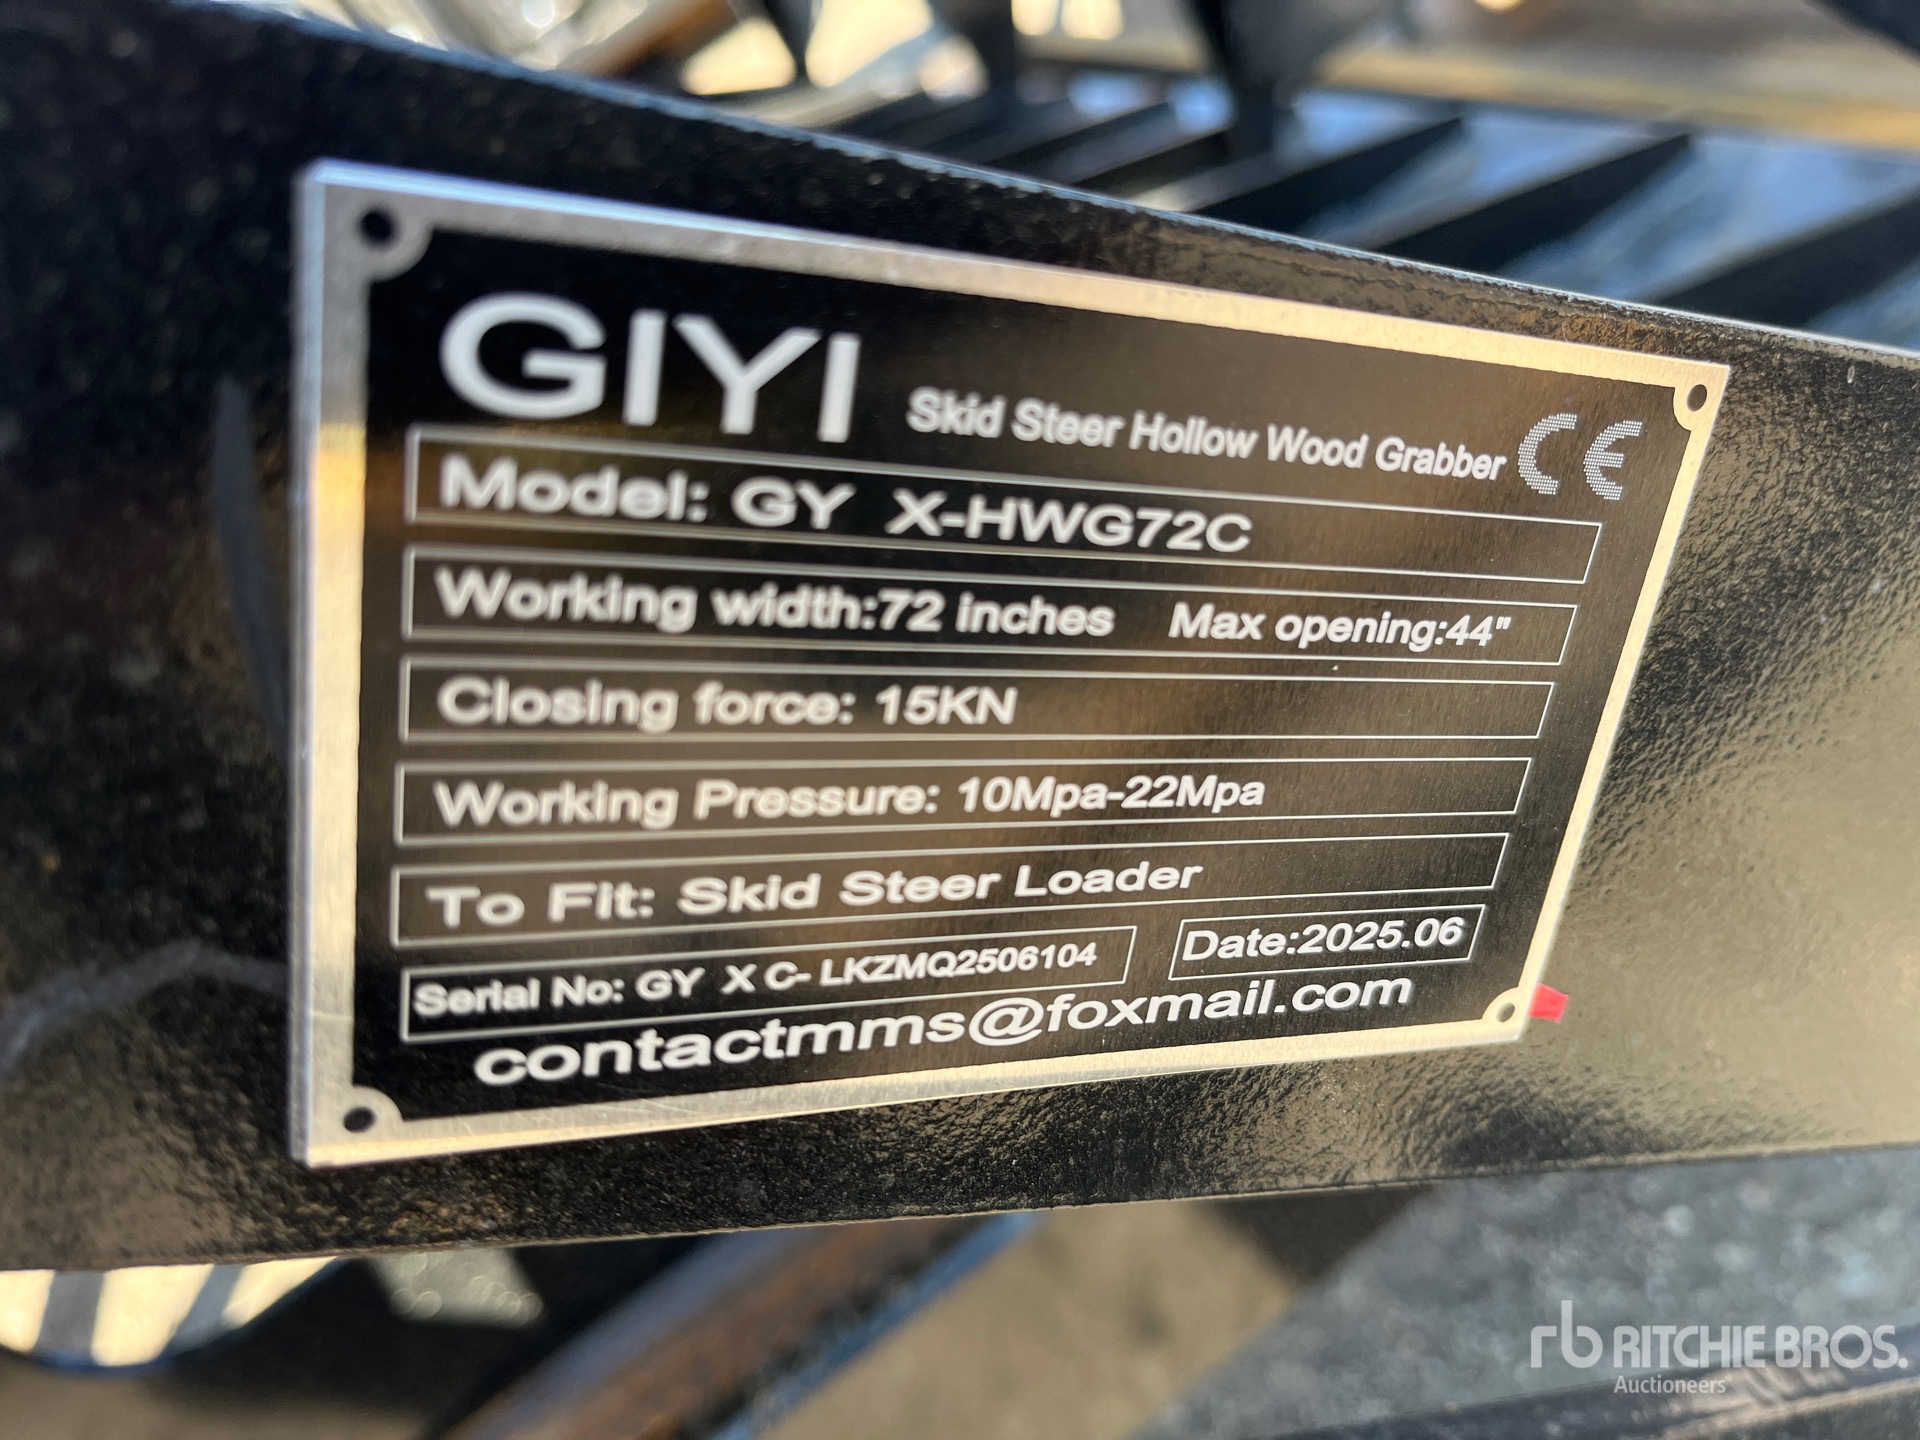 GIYI Skid Steer Hollow Wood Grabber CE
Model: GY X-HWG72C
Working width:72 inches Max opening:44"
Closing force: 15KN
Working Pressure: 10Mpa-22Mpa
To Fit: Skid Steer Loader
Serial No: GY X C- LKZMQ2506104 Date:2025.06
contactmms@foxmail.com
rb RITCHIE BROS.
Auctioneers